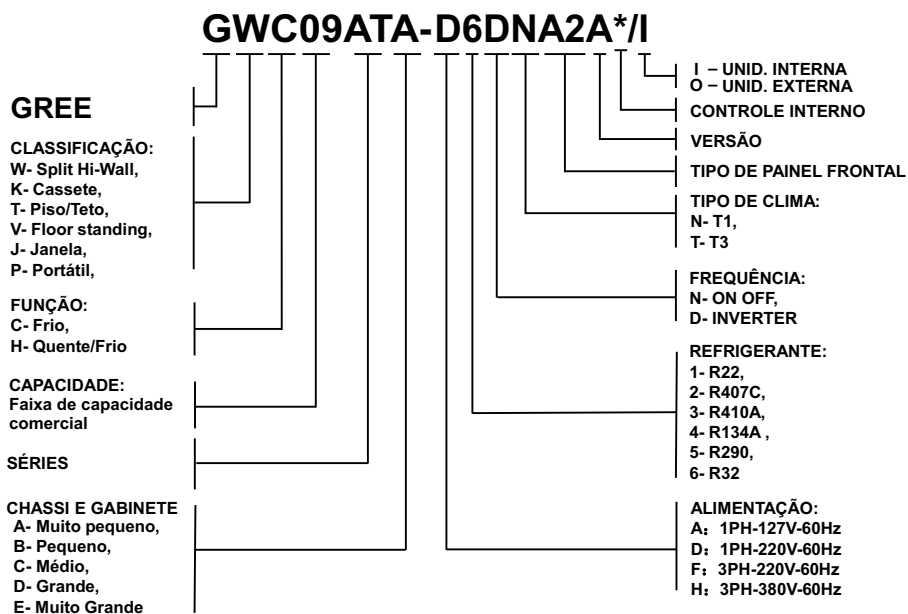 GWC09ATA-D6DNA2A*/I
GREE
CLASSIFICAÇÃO:
W- Split Hi-Wall,
K- Cassete,
T- Piso/Teto,
V- Floor standing,
J- Janela,
P- Portátil,
FUNÇÃO:
C- Frio,
H- Quente/Frio
CAPACIDADE:
Faixa de capacidade
comercial
SÉRIES
CHASSI E GABINETE
A- Muito pequeno,
B- Pequeno,
C- Médio,
D- Grande,
E- Muito Grande
I – UNID. INTERNA
O – UNID. EXTERNA
CONTROLE INTERNO
VERSÃO
TIPO DE PAINEL FRONTAL
TIPO DE CLIMA:
N- T1,
T- T3
FREQUÊNCIA:
N- ON OFF,
D- INVERTER
REFRIGERANTE:
1- R22,
2- R407C,
3- R410A,
4- R134A ,
5- R290,
6- R32
ALIMENTAÇÃO:
A: 1PH-127V-60Hz
D: 1PH-220V-60Hz
F: 3PH-220V-60Hz
H: 3PH-380V-60Hz